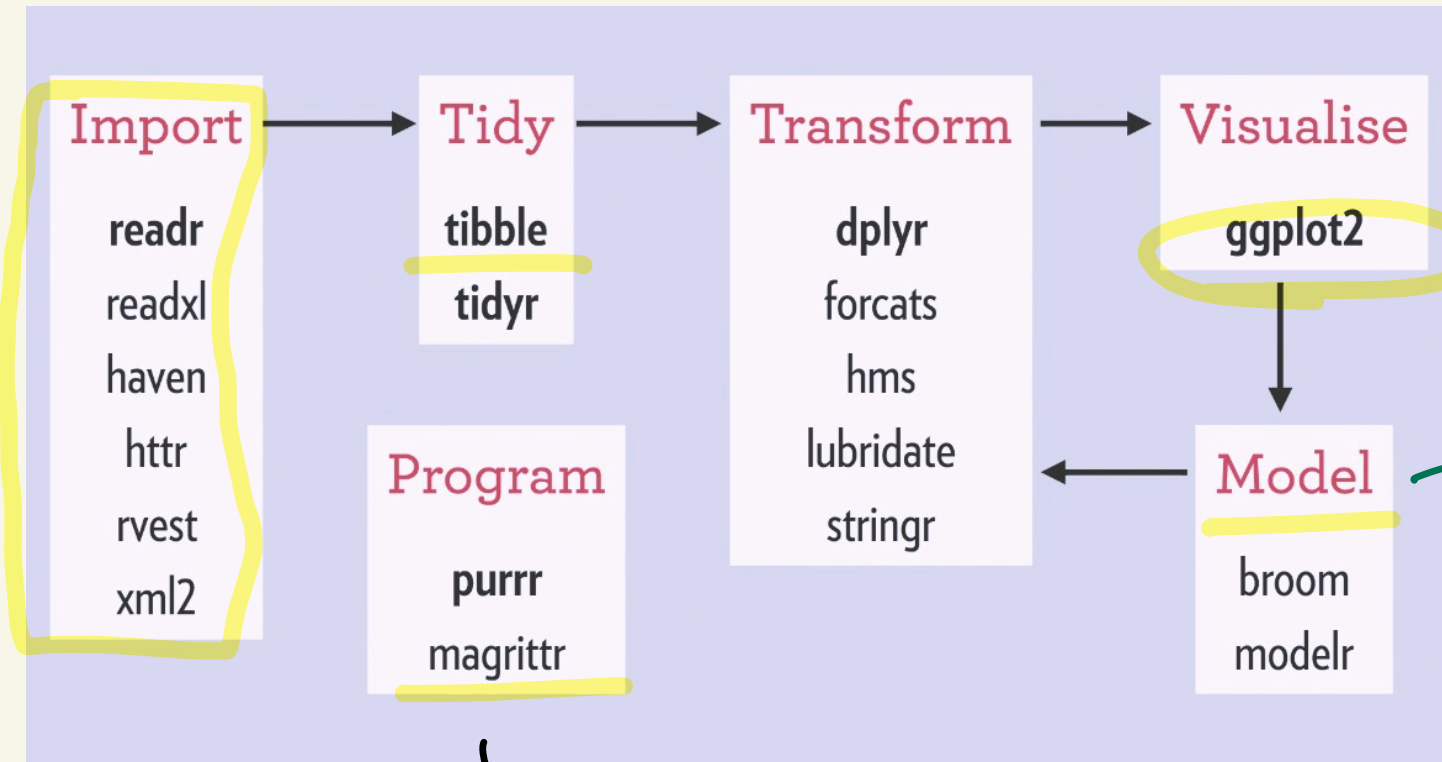 Import
readr
readxl
haven
httr
rvest
xml2
Tidy
tibble
tidyr
Program
purrr
magrittr
Transform
dplyr
forcats
hms
lubridate
stringr
Visualise
ggplot2
Model
broom
modelr